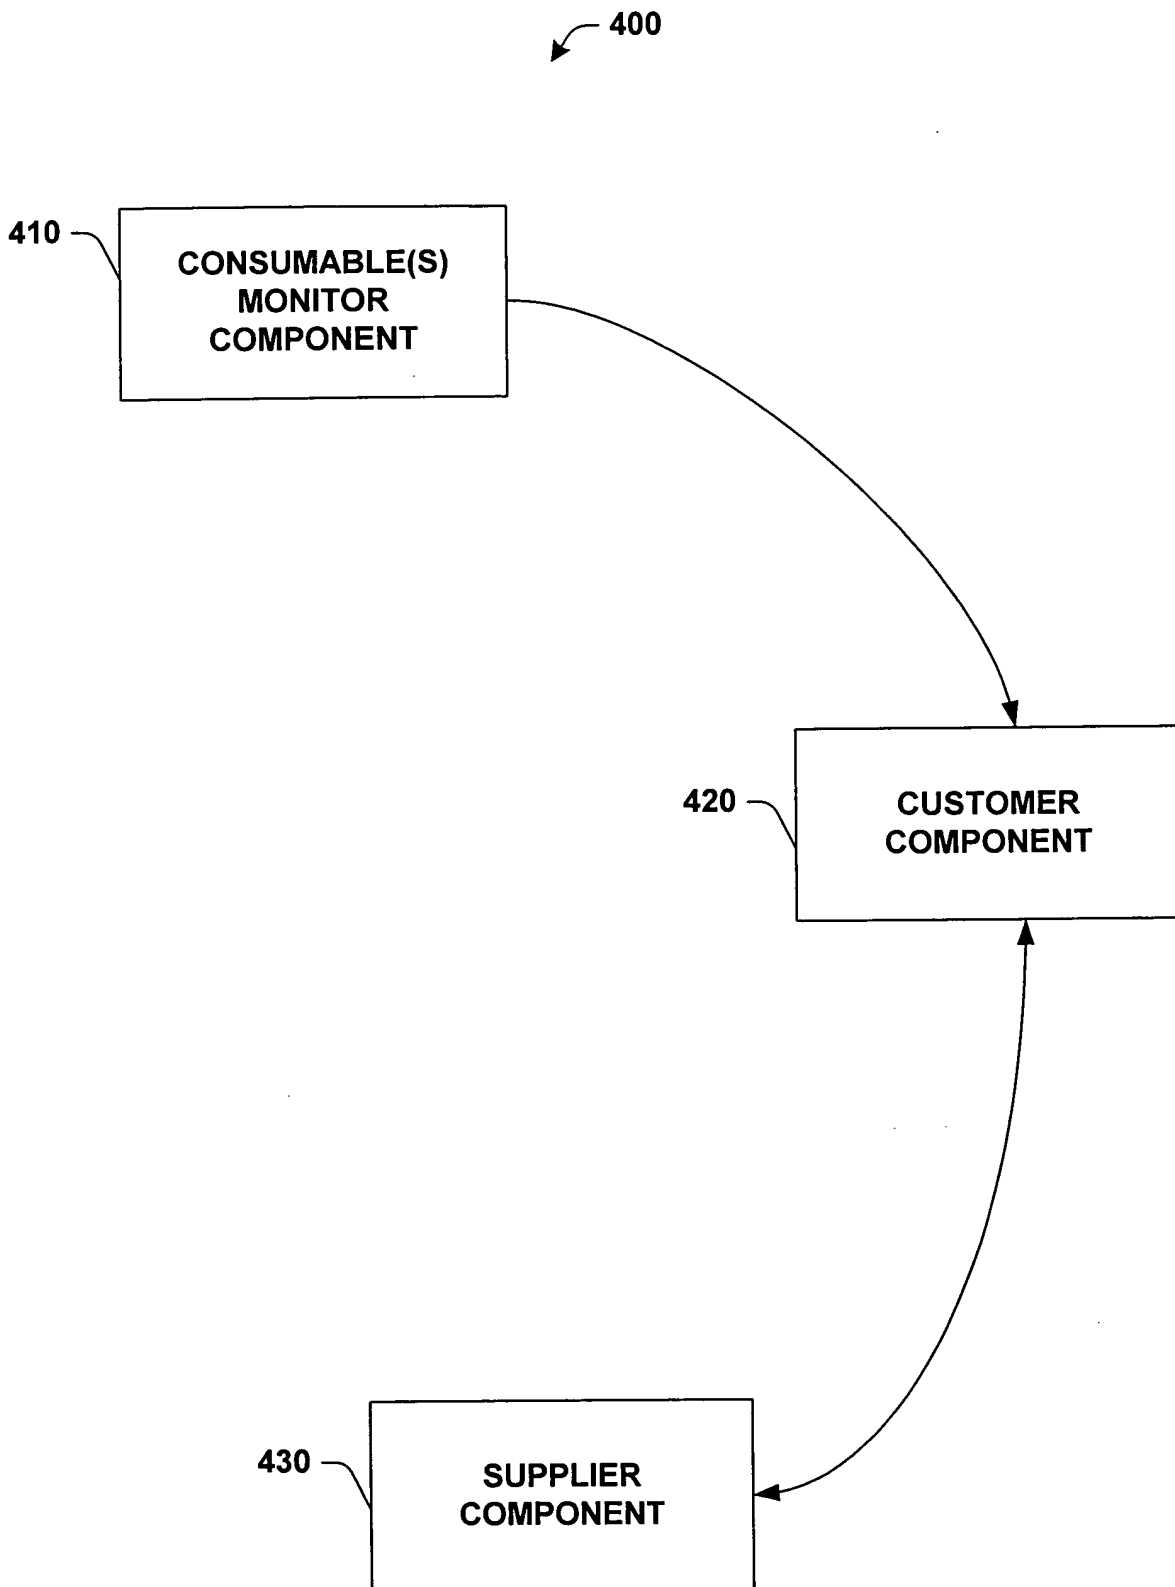 400
410
CONSUMABLE(S)
MONITOR
COMPONENT
420
CUSTOMER
COMPONENT
430
SUPPLIER
COMPONENT